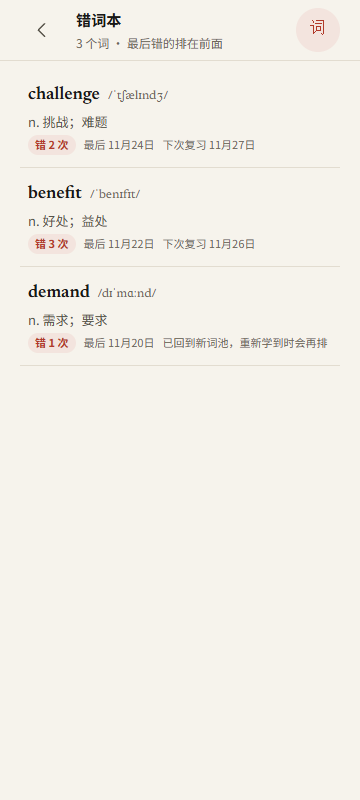 错词本
3 个词 · 最后错的排在前面
词
challenge /ˈtʃælɪndʒ/
n. 挑战；难题
错 2 次 最后 11月24日 下次复习 11月27日
benefit /ˈbenɪfɪt/
n. 好处；益处
错 3 次 最后 11月22日 下次复习 11月26日
demand /dɪˈmɑːnd/
n. 需求；要求
错 1 次 最后 11月20日 已回到新词池，重新学到时会再排